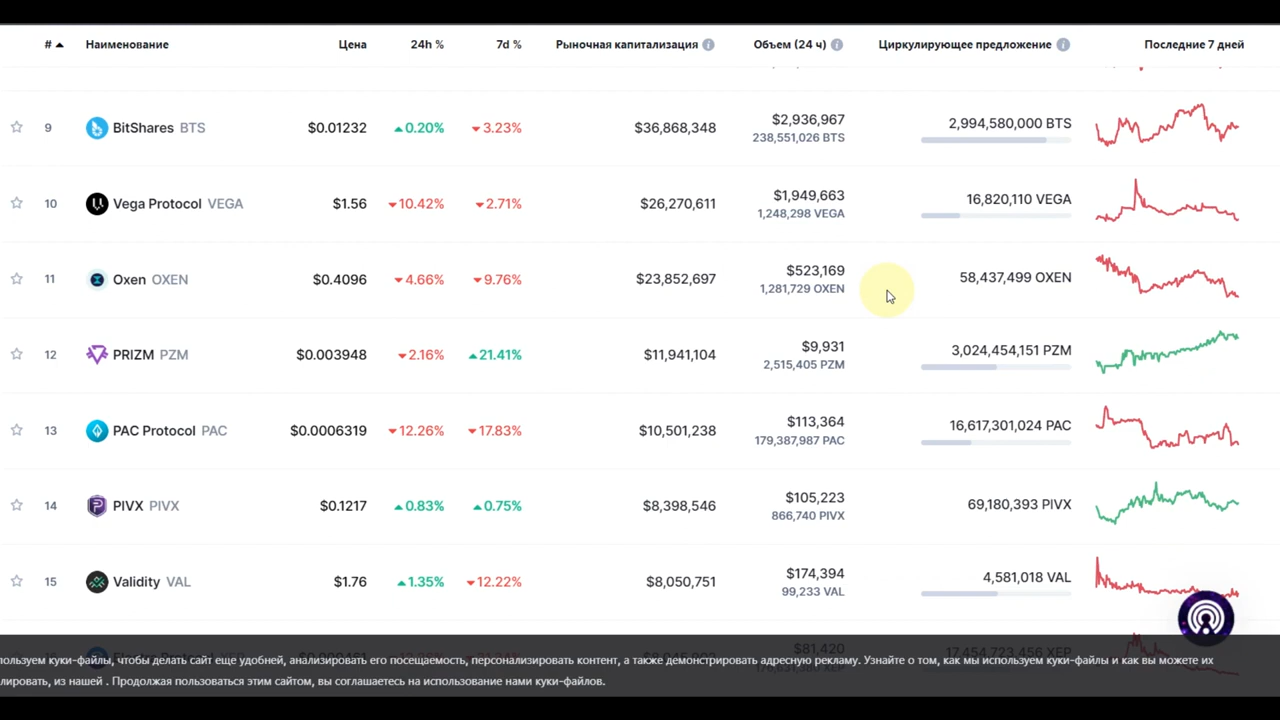 # Наименование Цена 24h % 7d % Рыночная капитализация Объем (24 ч) Циркулирующее предложение Последние 7 дней
9 BitShares BTS $0.01232 0.20% 3.23% $36,868,348 $2,936,967 2,994,580,000 BTS
238,551,026 BTS
10 Vega Protocol VEGA $1.56 10.42% 2.71% $26,270,611 $1,949,663 16,820,110 VEGA
1,248,298 VEGA
11 Oxen OXEN $0.4096 4.66% 9.76% $23,852,697 $523,169 58,437,499 OXEN
1,281,729 OXEN
12 PRIZM PZM $0.003948 2.16% 21.41% $11,941,104 $9,931 3,024,454,151 PZM
2,515,405 PZM
13 PAC Protocol PAC $0.0006319 12.26% 17.83% $10,501,238 $113,364 16,617,301,024 PAC
179,387,987 PAC
14 PIVX PIVX $0.1217 0.83% 0.75% $8,398,546 $105,223 69,180,393 PIVX
866,740 PIVX
15 Validity VAL $1.76 1.35% 12.22% $8,050,751 $174,394 4,581,018 VAL
99,233 VAL
$81,420 17,454,723,456 XEP
пользуем куки-файлы, чтобы делать сайт еще удобней, анализировать его посещаемость, персонализировать контент, а также демонстрировать адресную рекламу. Узнайте о том, как мы используем куки-файлы и как вы можете их
лировать, из нашей . Продолжая пользоваться этим сайтом, вы соглашаетесь на использование нами куки-файлов.